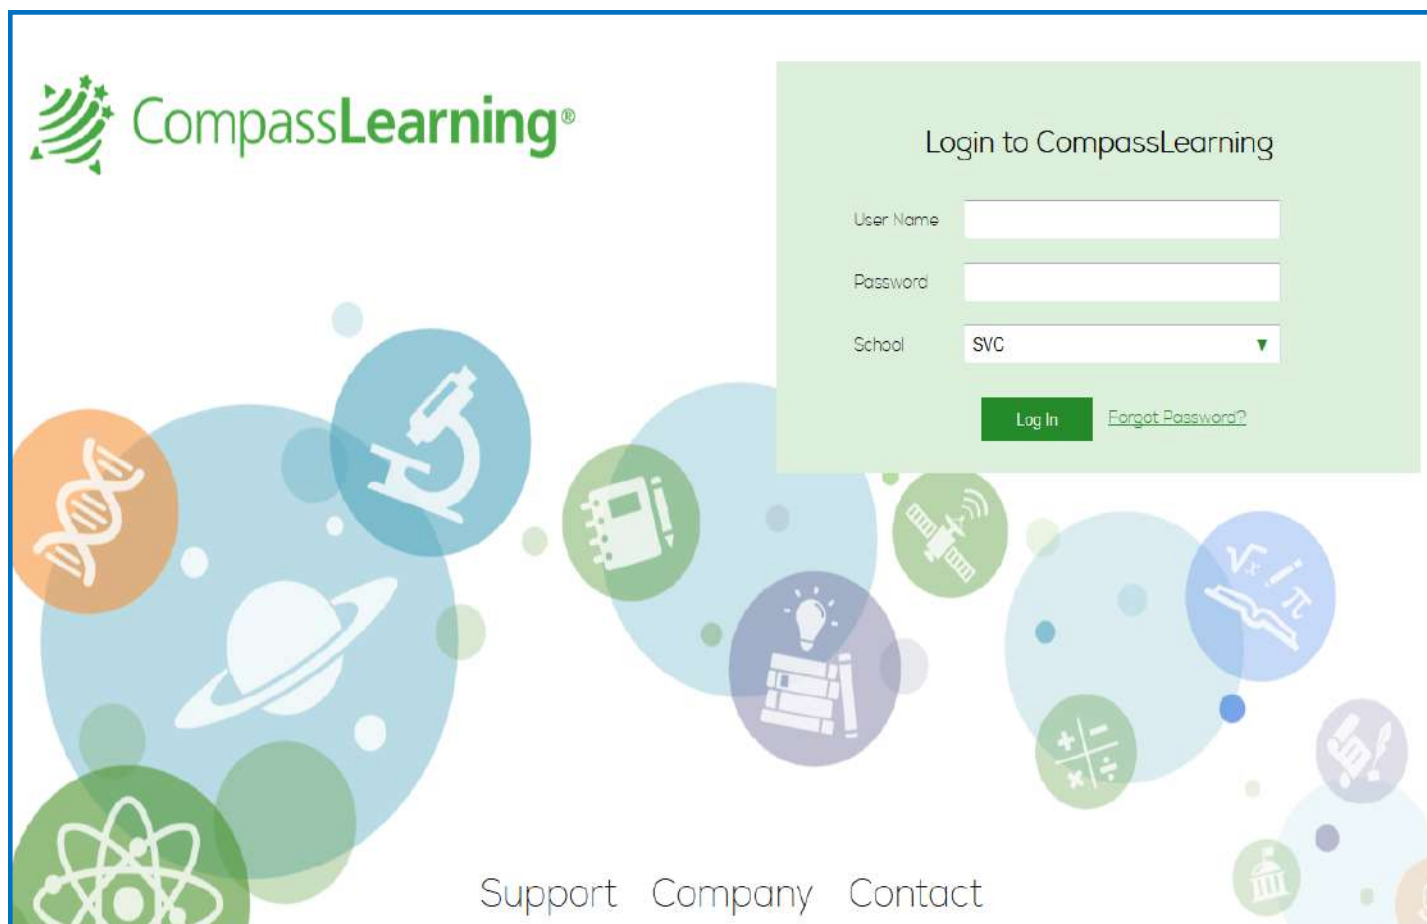 CompassLearning®
Login to CompassLearning
User Name
Password
School SVC ▼
Log In Forgot Password?
√x π
Support Company Contact